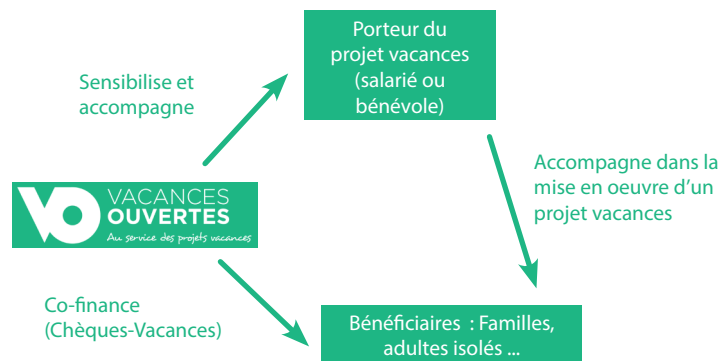 Porteur du
projet vacances
(salarié ou
bénévole)
Sensibilise et
accompagne
Accompagne dans la
mise en oeuvre d'un
projet vacances
VO VACANCES
OUVERTES
Au service des projets vacances
Co-finance
(Chèques-Vacances)
Bénéficiaires : Familles,
adultes isolés ...